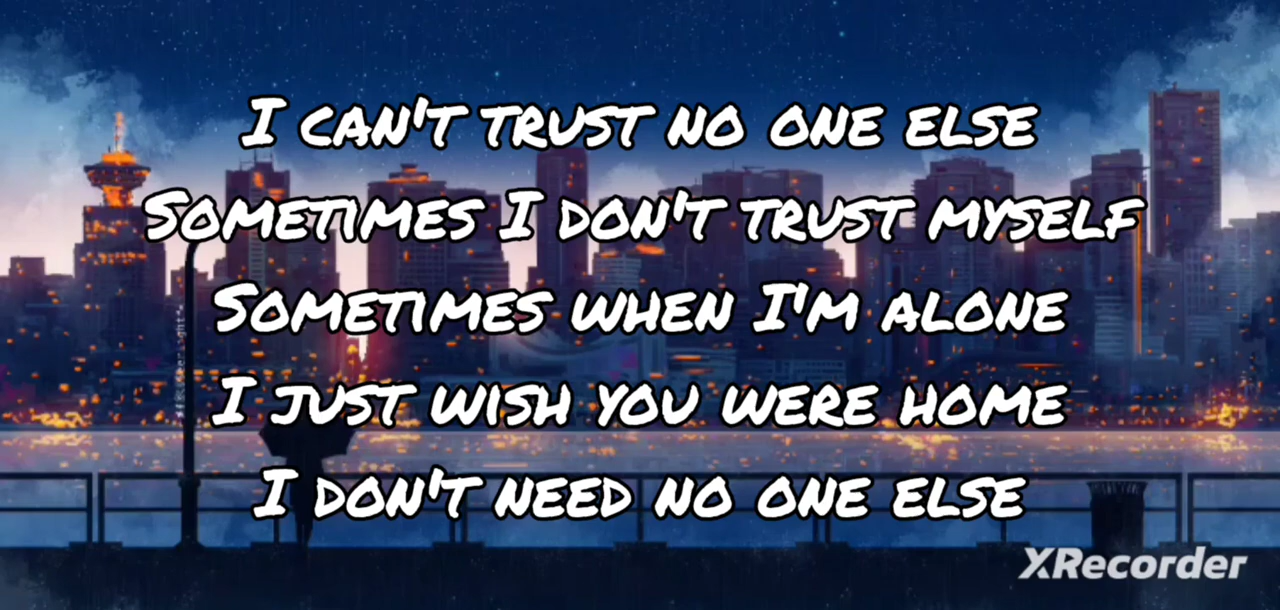 I can't trust no one else
Sometimes I don't trust myself
Sometimes when I'm alone
I just wish you were home
I don't need no one else
XRecorder